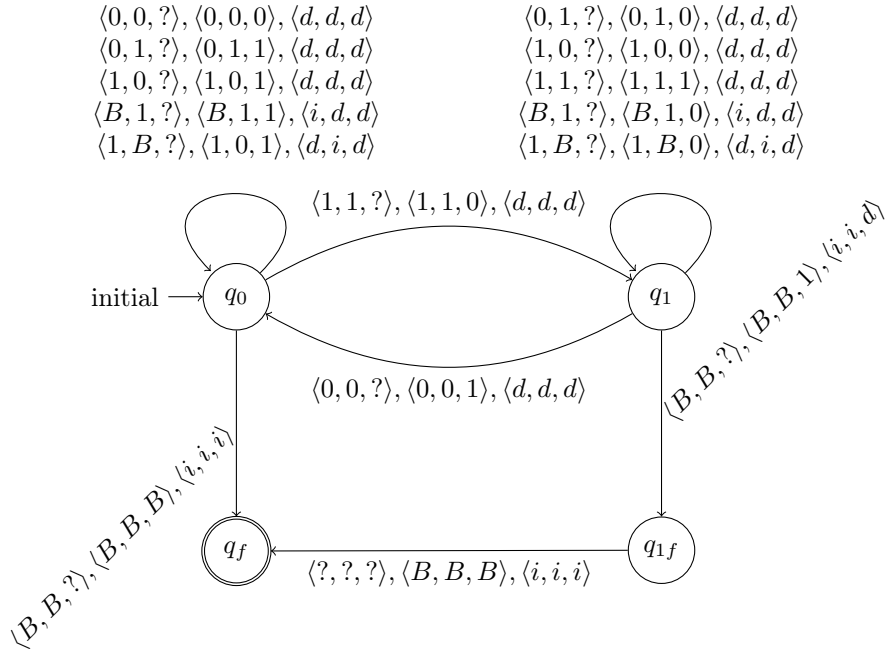 ⟨0, 0, ?⟩, ⟨0, 0, 0⟩, ⟨d, d, d⟩
⟨0, 1, ?⟩, ⟨0, 1, 1⟩, ⟨d, d, d⟩
⟨1, 0, ?⟩, ⟨1, 0, 1⟩, ⟨d, d, d⟩
⟨B, 1, ?⟩, ⟨B, 1, 1⟩, ⟨i, d, d⟩
⟨1, B, ?⟩, ⟨1, 0, 1⟩, ⟨d, i, d⟩
⟨0, 1, ?⟩, ⟨0, 1, 0⟩, ⟨d, d, d⟩
⟨1, 0, ?⟩, ⟨1, 0, 0⟩, ⟨d, d, d⟩
⟨1, 1, ?⟩, ⟨1, 1, 1⟩, ⟨d, d, d⟩
⟨B, 1, ?⟩, ⟨B, 1, 0⟩, ⟨i, d, d⟩
⟨1, B, ?⟩, ⟨1, B, 0⟩, ⟨d, i, d⟩
⟨1, 1, ?⟩, ⟨1, 1, 0⟩, ⟨d, d, d⟩
initial
q₀
q₁
⟨B, B, ?⟩, ⟨B, B, 1⟩, ⟨i, i, d⟩
⟨0, 0, ?⟩, ⟨0, 0, 1⟩, ⟨d, d, d⟩
⟨B, B, ?⟩, ⟨B, B, B⟩, ⟨i, i, i⟩
q_f
q_{1f}
⟨?, ?, ?⟩, ⟨B, B, B⟩, ⟨i, i, i⟩